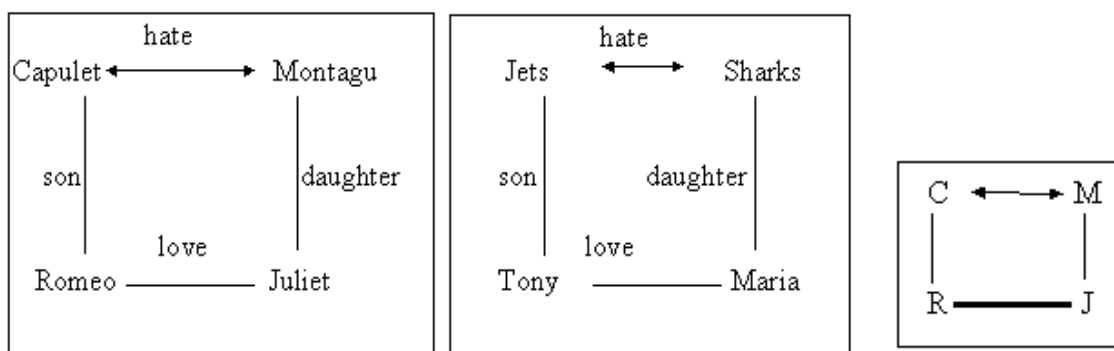 hate
Capulet Montagu
son daughter
love
Romeo Juliet
hate
Jets Sharks
son daughter
love
Tony Maria
C M
R J